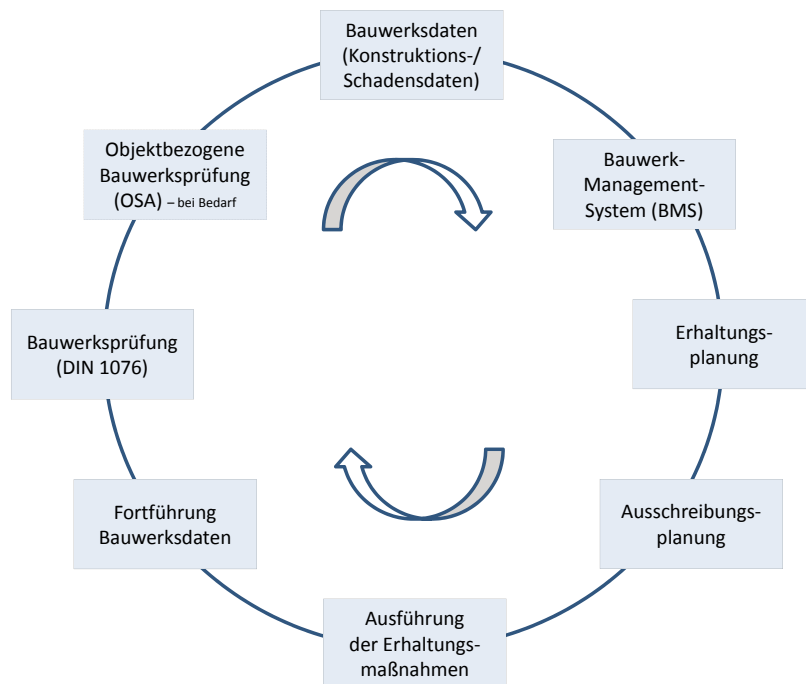 Bauwerksdaten
(Konstruktions-/
Schadensdaten)
Bauwerk-
Management-
System (BMS)
Erhaltungs-
planung
Ausschreibungs-
planung
Ausführung
der Erhaltungs-
maßnahmen
Fortführung
Bauwerksdaten
Bauwerksprüfung
(DIN 1076)
Objektbezogene
Bauwerksprüfung
(OSA) – bei Bedarf